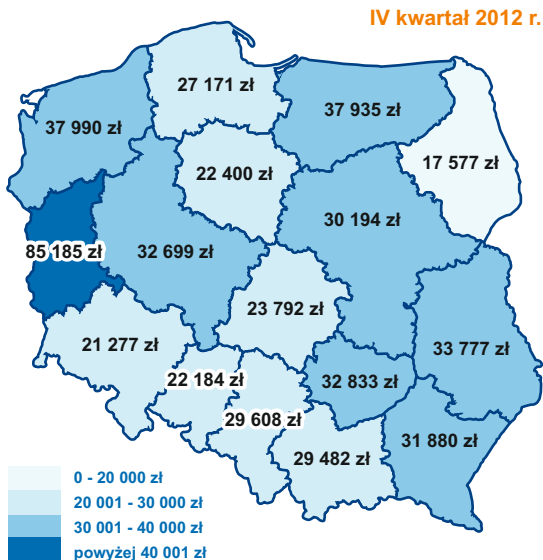 IV kwartał 2012 r.
27 171 zł
37 935 zł
37 990 zł
17 577 zł
22 400 zł
30 194 zł
85 185 zł
32 699 zł
23 792 zł
21 277 zł
33 777 zł
22 184 zł
32 833 zł
29 608 zł
31 880 zł
29 482 zł
0 - 20 000 zł
20 001 - 30 000 zł
30 001 - 40 000 zł
powyżej 40 001 zł